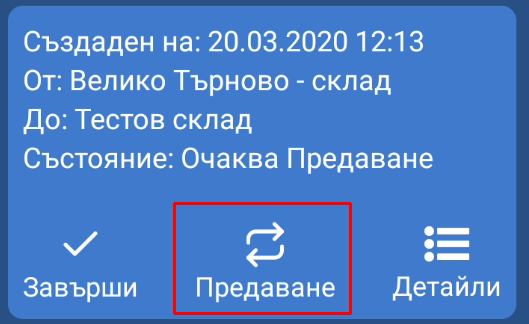 Създаден на: 20.03.2020 12:13
От: Велико Търново - склад
До: Тестов склад
Състояние: Очаква Предаване
Завърши Предаване Детайли